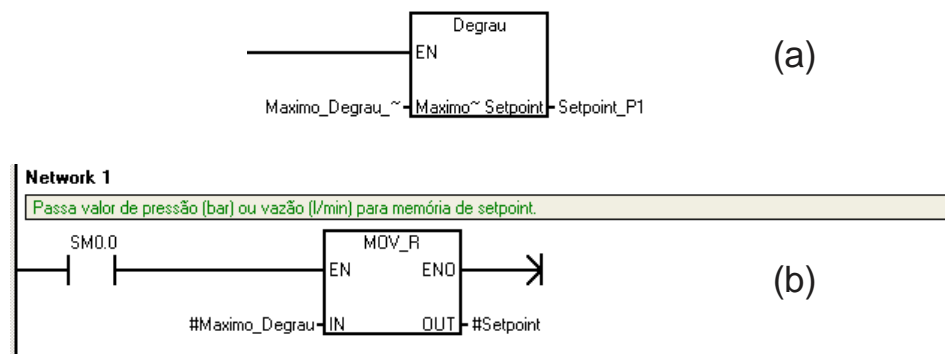 Degrau
EN
(a)
Maximo_Degrau_~ Maximo~ Setpoint Setpoint_P1
Network 1
Passa valor de pressão (bar) ou vazão (l/min) para memória de setpoint.
SM0.0 MOV_R
EN ENO
(b)
#Maximo_Degrau IN OUT #Setpoint